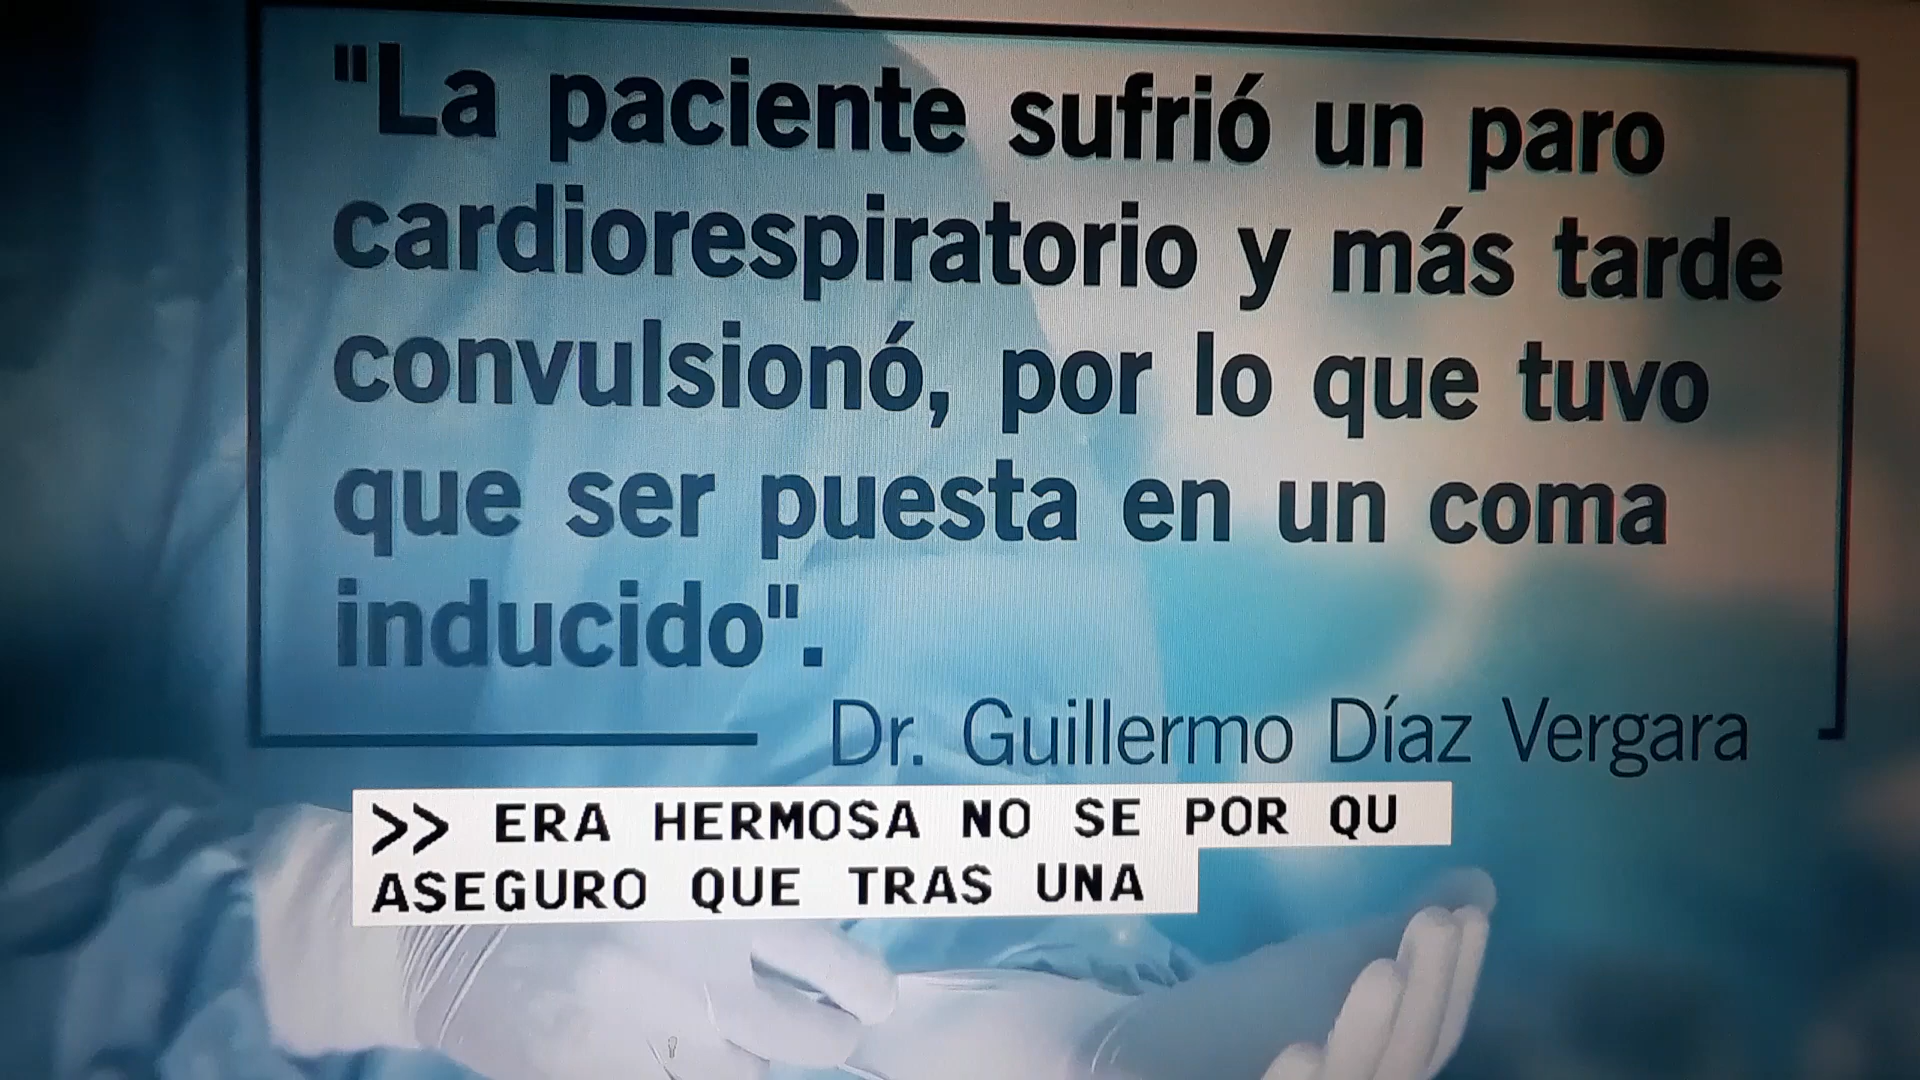 "La paciente sufrió un paro
cardiorespiratorio y más tarde
convulsionó, por lo que tuvo
que ser puesta en un coma
inducido".
Dr. Guillermo Díaz Vergara
>> ERA HERMOSA NO SE POR QU
ASEGURO QUE TRAS UNA